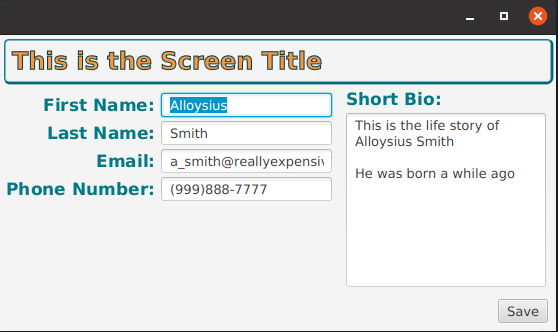 This is the Screen Title
First Name: Alloysius
Last Name: Smith
Email: a_smith@reallyexpensiv
Phone Number: (999)888-7777
Short Bio:
This is the life story of
Alloysius Smith
He was born a while ago
Save